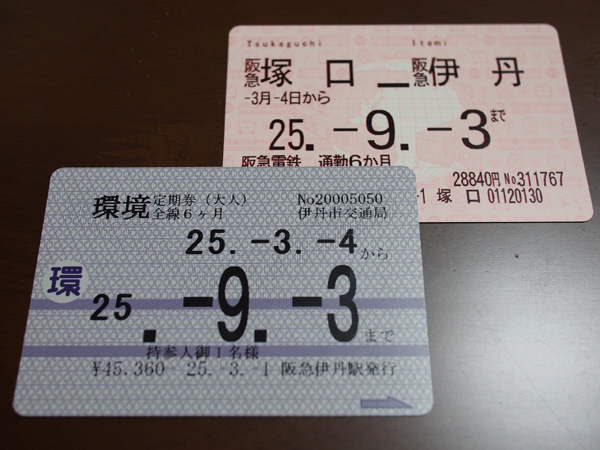 Tsukaguchi Itami
阪急塚口 — 阪急伊丹
-3月-4日から
25.-9.-3まで
阪急電鉄 通勤6か月
28840円 No311767
-1 塚口 01120130
環境定期券（大人） No20005050
全線6ヶ月 伊丹市交通局
25.-3.-4から
環
25.-9.-3まで
持参人御1名様
¥45.360- 25.-3.-1 阪急伊丹駅発行